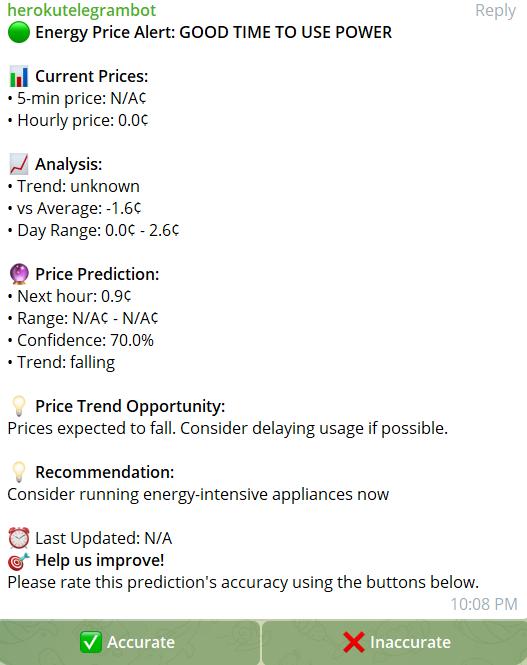 herokutelegrambot Reply
🟢 Energy Price Alert: GOOD TIME TO USE POWER
📊 Current Prices:
• 5-min price: N/A¢
• Hourly price: 0.0¢
📈 Analysis:
• Trend: unknown
• vs Average: -1.6¢
• Day Range: 0.0¢ - 2.6¢
🔮 Price Prediction:
• Next hour: 0.9¢
• Range: N/A¢ - N/A¢
• Confidence: 70.0%
• Trend: falling
💡 Price Trend Opportunity:
Prices expected to fall. Consider delaying usage if possible.
💡 Recommendation:
Consider running energy-intensive appliances now
⏰ Last Updated: N/A
🎯 Help us improve!
Please rate this prediction's accuracy using the buttons below.
10:08 PM
✅ Accurate ❌ Inaccurate